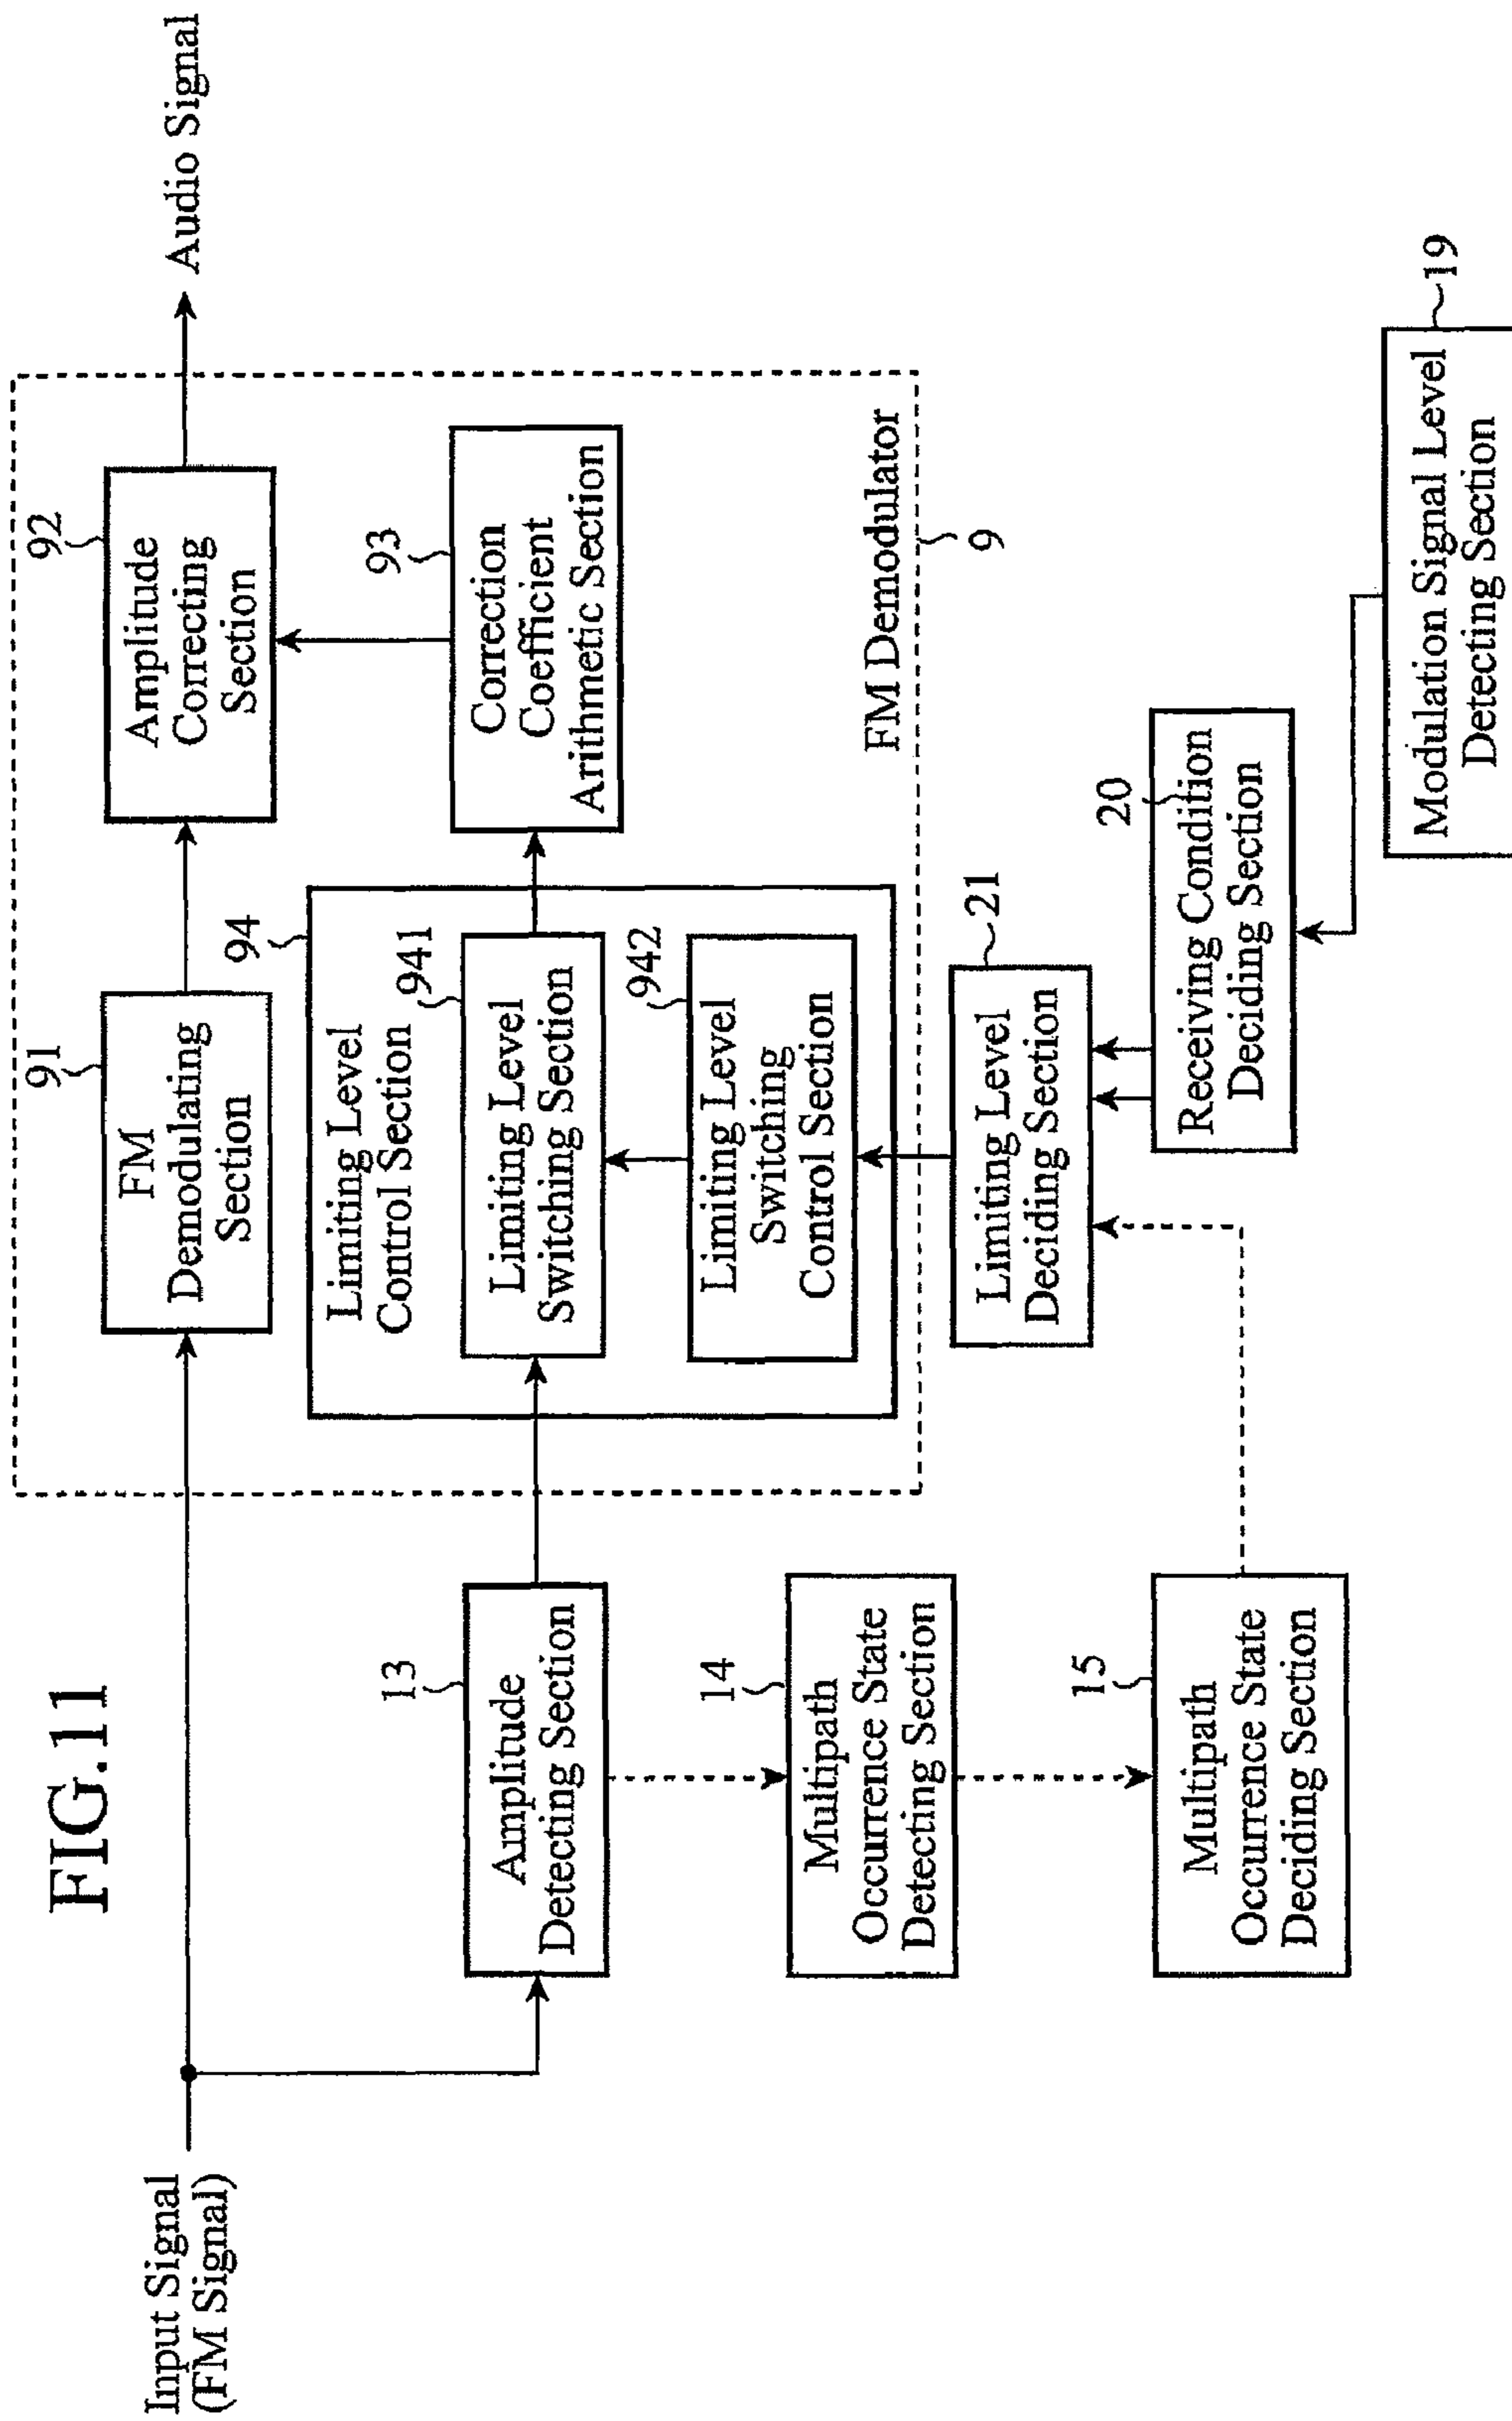 FIG.11
Input Signal
(FM Signal)
91
FM
Demodulating
Section
92
Amplitude
Correcting
Section
Audio Signal
13
Amplitude
Detecting Section
94
Limiting Level
Control Section
941
Limiting Level
Switching Section
942
Limiting Level
Switching
Control Section
93
Correction
Coefficient
Arithmetic Section
FM Demodulator
9
14
Multipath
Occurrence State
Detecting Section
21
Limiting Level
Deciding Section
15
Multipath
Occurrence State
Deciding Section
20
Receiving Condition
Deciding Section
19
Modulation Signal Level
Detecting Section